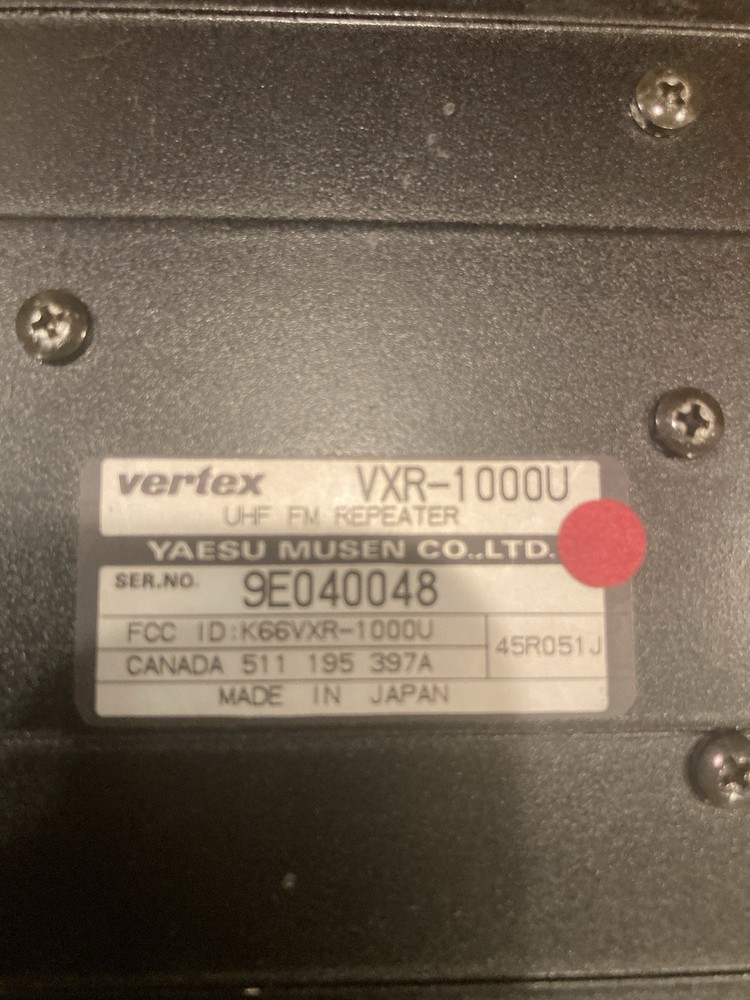 vertex VXR-1000U
UHF FM REPEATER
YAESU MUSEN CO.,LTD.
SER.NO. 9E040048
FCC ID:K66VXR-1000U
45R051J
CANADA 511 195 397A
MADE IN JAPAN